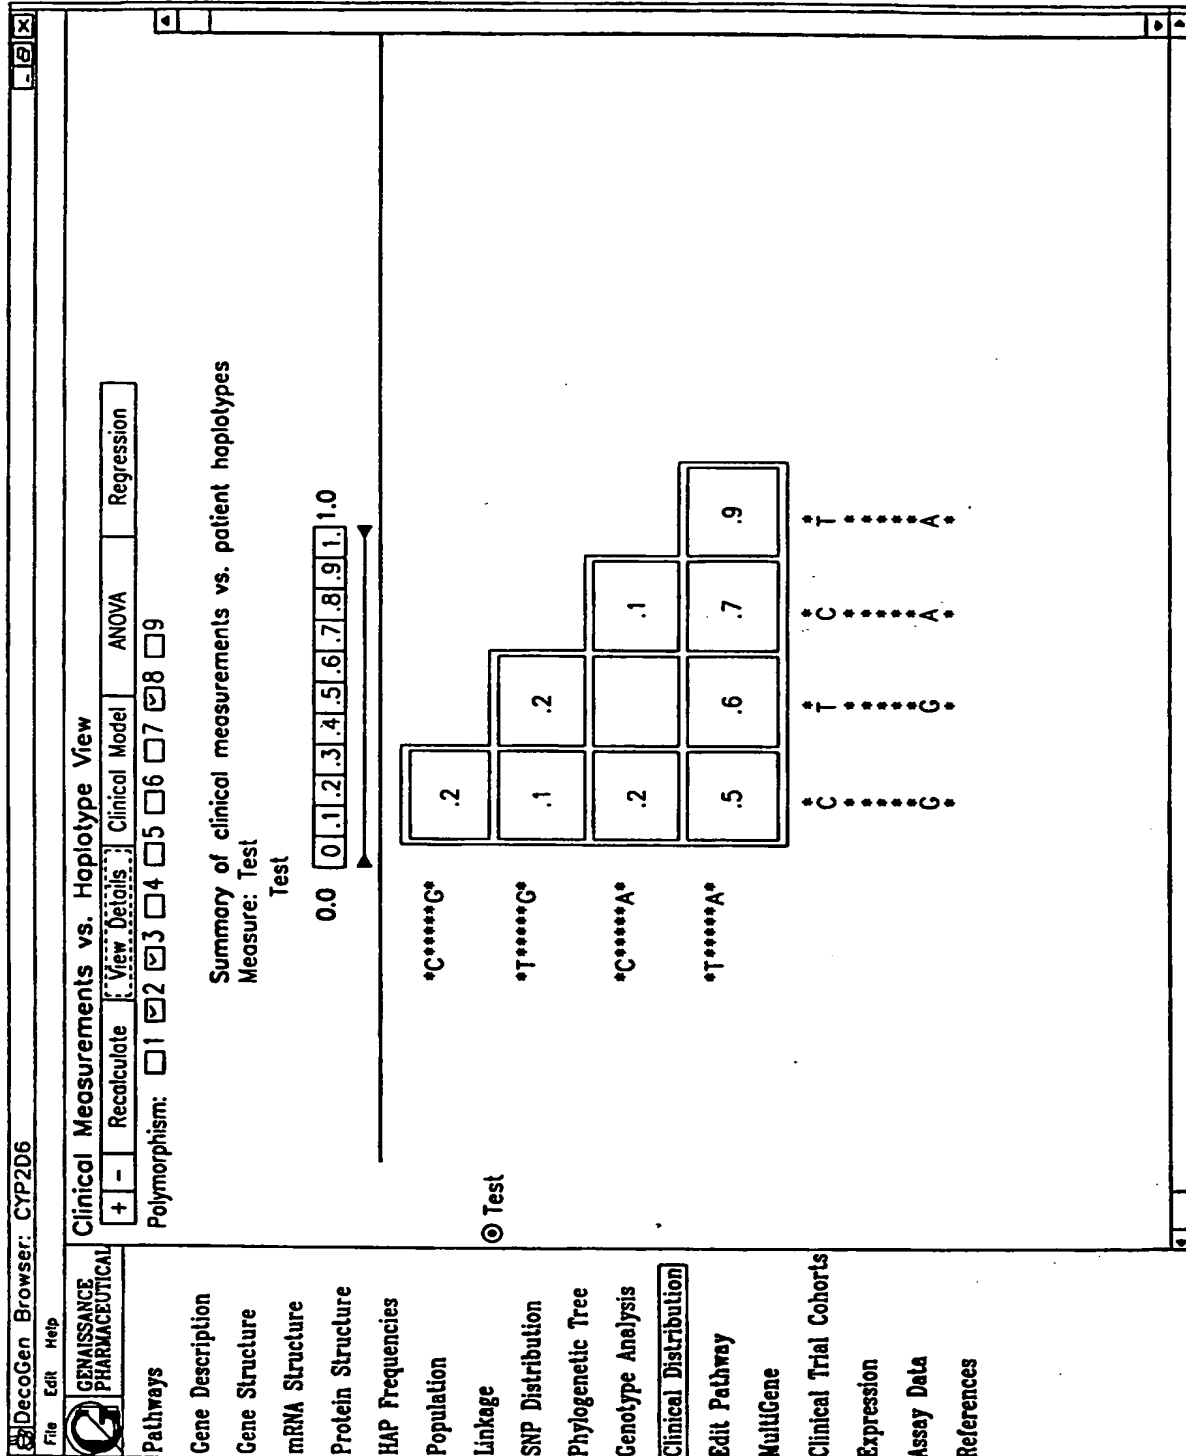 DecoGen Browser: CYP2D6
File Edit Help
GENAISSANCE
PHARMACEUTICAL
Pathways
Gene Description
Gene Structure
mRNA Structure
Protein Structure
HAP Frequencies
Population
Linkage
SNP Distribution
Phylogenetic Tree
Genotype Analysis
Clinical Distribution
Edit Pathway
MultiGene
Clinical Trial Cohorts
Expression
Assay Data
References
Clinical Measurements vs. Haplotype View
+ - Recalculate View Details Clinical Model ANOVA Regression
Polymorphism: 1 2 3 4 5 6 7 8 9
Summary of clinical measurements vs. patient haplotypes
Measure: Test
Test
0.0 0 .1 .2 .3 .4 .5 .6 .7 .8 .9 1. 1.0
Test
*C*****G* .2
*T*****G* .1 .2
*C*****A* .2 .1
*T*****A* .5 .6 .7 .9
*C*****G* *T*****G* *C*****A* *T*****A*